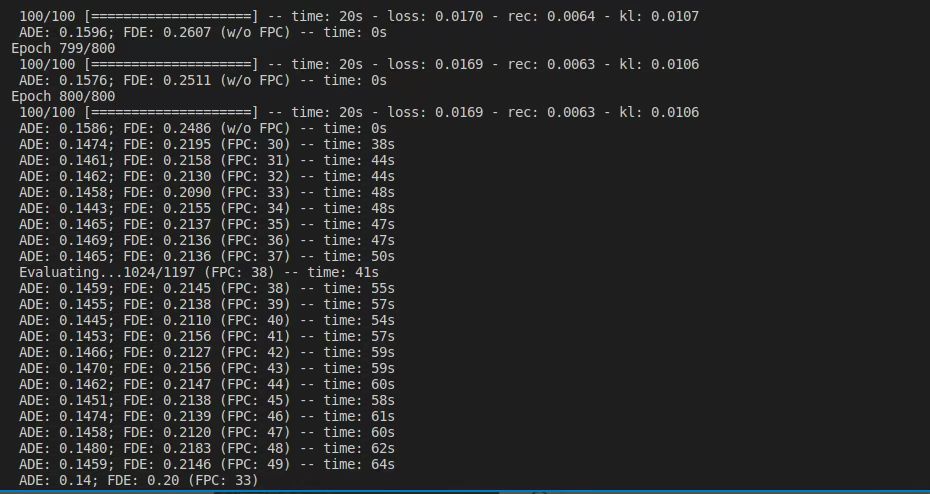 100/100 [====================] -- time: 20s - loss: 0.0170 - rec: 0.0064 - kl: 0.0107
ADE: 0.1596; FDE: 0.2607 (w/o FPC) -- time: 0s
Epoch 799/800
100/100 [====================] -- time: 20s - loss: 0.0169 - rec: 0.0063 - kl: 0.0106
ADE: 0.1576; FDE: 0.2511 (w/o FPC) -- time: 0s
Epoch 800/800
100/100 [====================] -- time: 20s - loss: 0.0169 - rec: 0.0063 - kl: 0.0106
ADE: 0.1586; FDE: 0.2486 (w/o FPC) -- time: 0s
ADE: 0.1474; FDE: 0.2195 (FPC: 30) -- time: 38s
ADE: 0.1461; FDE: 0.2158 (FPC: 31) -- time: 44s
ADE: 0.1462; FDE: 0.2130 (FPC: 32) -- time: 44s
ADE: 0.1458; FDE: 0.2090 (FPC: 33) -- time: 48s
ADE: 0.1443; FDE: 0.2155 (FPC: 34) -- time: 48s
ADE: 0.1465; FDE: 0.2137 (FPC: 35) -- time: 47s
ADE: 0.1469; FDE: 0.2136 (FPC: 36) -- time: 47s
ADE: 0.1465; FDE: 0.2136 (FPC: 37) -- time: 50s
Evaluating...1024/1197 (FPC: 38) -- time: 41s
ADE: 0.1459; FDE: 0.2145 (FPC: 38) -- time: 55s
ADE: 0.1455; FDE: 0.2138 (FPC: 39) -- time: 57s
ADE: 0.1445; FDE: 0.2110 (FPC: 40) -- time: 54s
ADE: 0.1453; FDE: 0.2156 (FPC: 41) -- time: 57s
ADE: 0.1466; FDE: 0.2127 (FPC: 42) -- time: 59s
ADE: 0.1470; FDE: 0.2156 (FPC: 43) -- time: 59s
ADE: 0.1462; FDE: 0.2147 (FPC: 44) -- time: 60s
ADE: 0.1451; FDE: 0.2138 (FPC: 45) -- time: 58s
ADE: 0.1474; FDE: 0.2139 (FPC: 46) -- time: 61s
ADE: 0.1458; FDE: 0.2120 (FPC: 47) -- time: 60s
ADE: 0.1480; FDE: 0.2183 (FPC: 48) -- time: 62s
ADE: 0.1459; FDE: 0.2146 (FPC: 49) -- time: 64s
ADE: 0.14; FDE: 0.20 (FPC: 33)